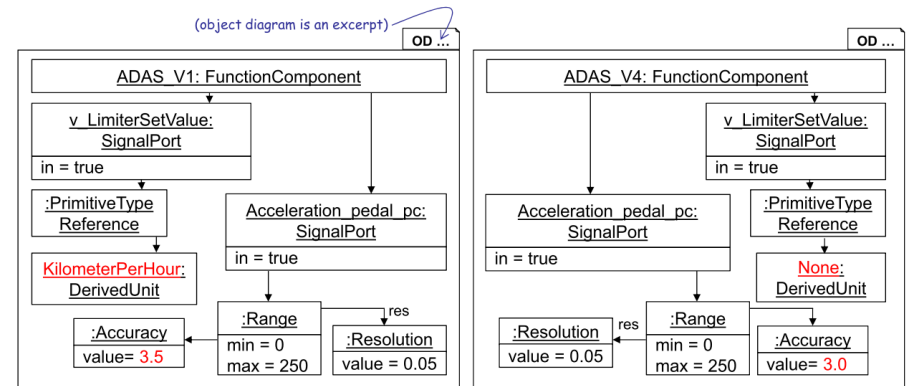 (object diagram is an excerpt)
OD ...
ADAS_V1: FunctionComponent
v_LimiterSetValue:
SignalPort
in = true
:PrimitiveType
Reference
KilometerPerHour:
DerivedUnit
Acceleration_pedal_pc:
SignalPort
in = true
:Range
min = 0
max = 250
res
:Accuracy
value= 3.5
:Resolution
value = 0.05
OD ...
ADAS_V4: FunctionComponent
v_LimiterSetValue:
SignalPort
in = true
Acceleration_pedal_pc:
SignalPort
in = true
:PrimitiveType
Reference
None:
DerivedUnit
:Resolution
value = 0.05
res
:Range
min = 0
max = 250
:Accuracy
value= 3.0